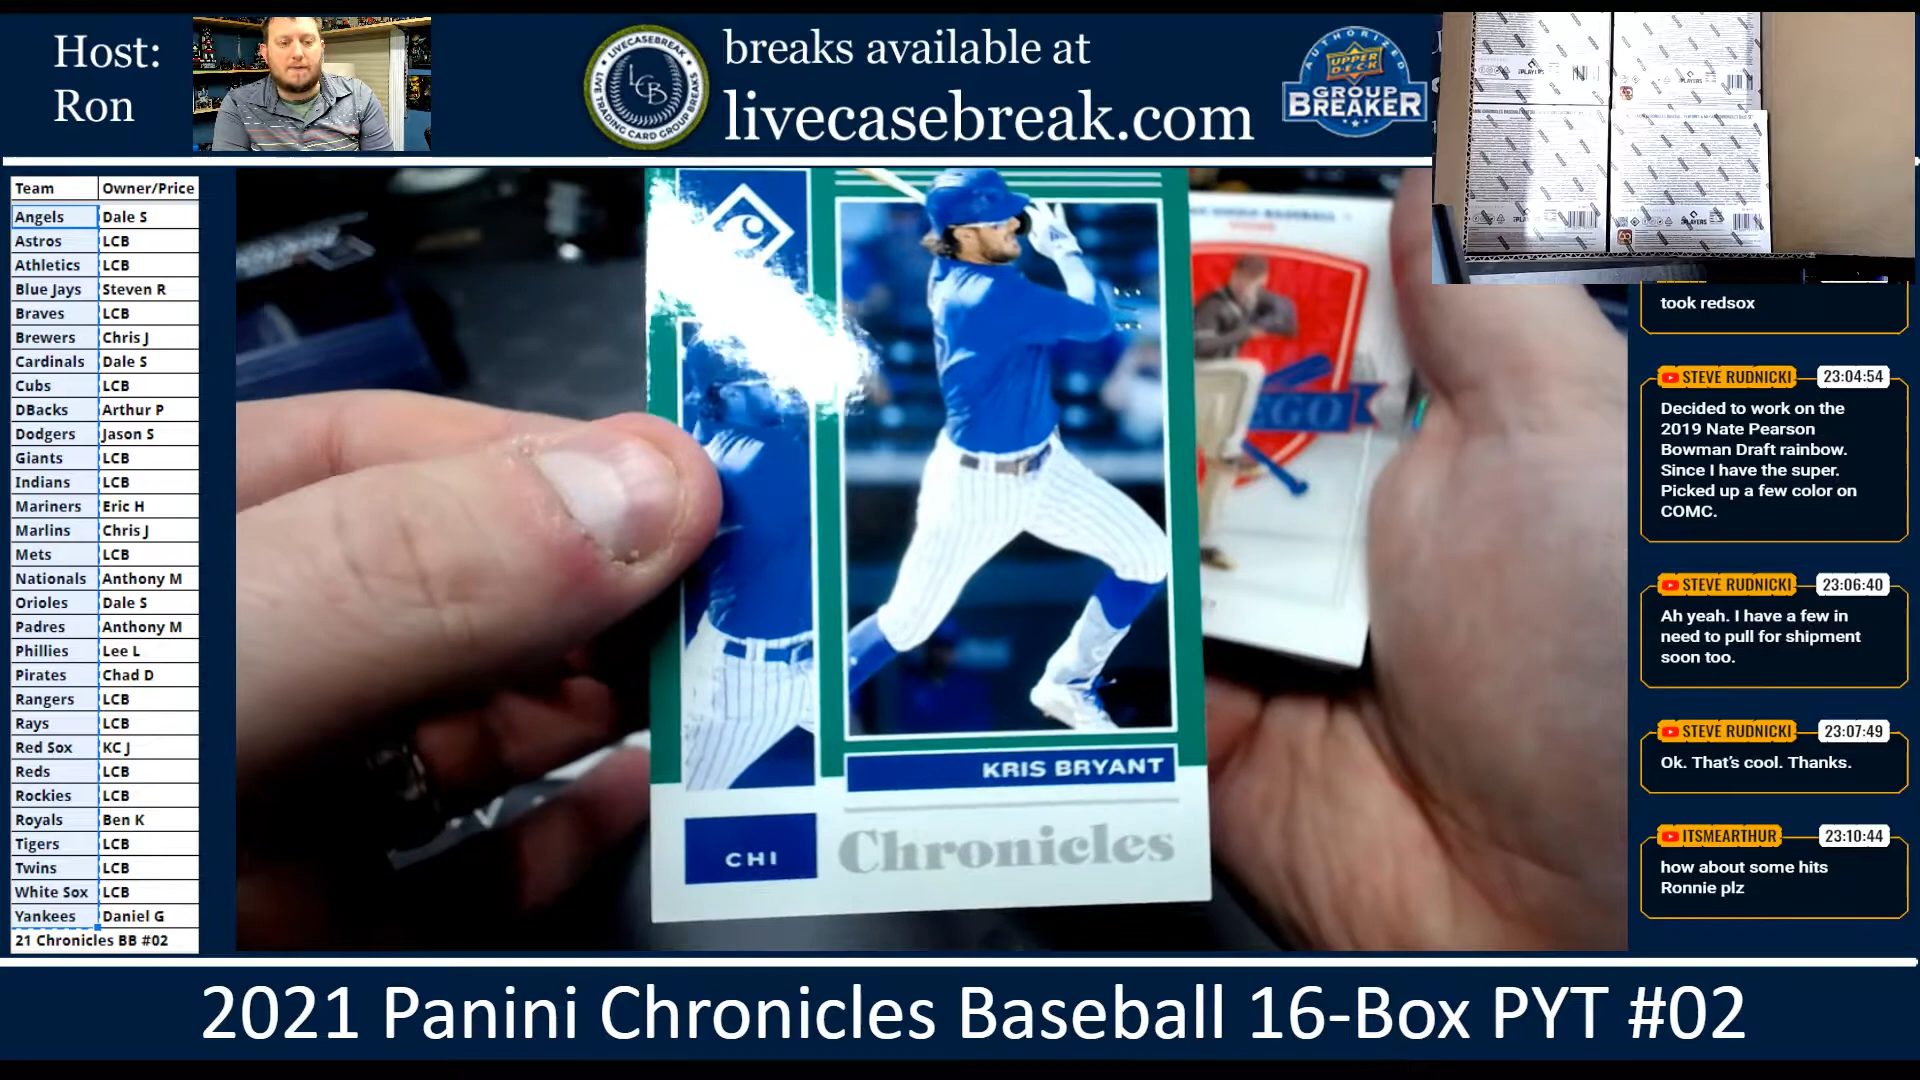 Host:
Ron
LIVECASEBREAK
LCB
LIVE TRADING CARD GROUP BREAKS
breaks available at
livecasebreak.com
AUTHORIZED
UPPER DECK
GROUP
BREAKER
Team Owner/Price
Angels Dale S
Astros LCB
Athletics LCB
Blue Jays Steven R
Braves LCB
Brewers Chris J
Cardinals Dale S
Cubs LCB
DBacks Arthur P
Dodgers Jason S
Giants LCB
Indians LCB
Mariners Eric H
Marlins Chris J
Mets LCB
Nationals Anthony M
Orioles Dale S
Padres Anthony M
Phillies Lee L
Pirates Chad D
Rangers LCB
Rays LCB
Red Sox KC J
Reds LCB
Rockies LCB
Royals Ben K
Tigers LCB
Twins LCB
White Sox LCB
Yankees Daniel G
21 Chronicles BB #02
C
KRIS BRYANT
CHI
Chronicles
EGO
PLAYERS
PLAYERS
PLAYERS
PLAYERS
took redsox
STEVE RUDNICKI 23:04:54
Decided to work on the
2019 Nate Pearson
Bowman Draft rainbow.
Since I have the super.
Picked up a few color on
COMC.
STEVE RUDNICKI 23:06:40
Ah yeah. I have a few in
need to pull for shipment
soon too.
STEVE RUDNICKI 23:07:49
Ok. That's cool. Thanks.
ITSMEARTHUR 23:10:44
how about some hits
Ronnie plz
2021 Panini Chronicles Baseball 16-Box PYT #02